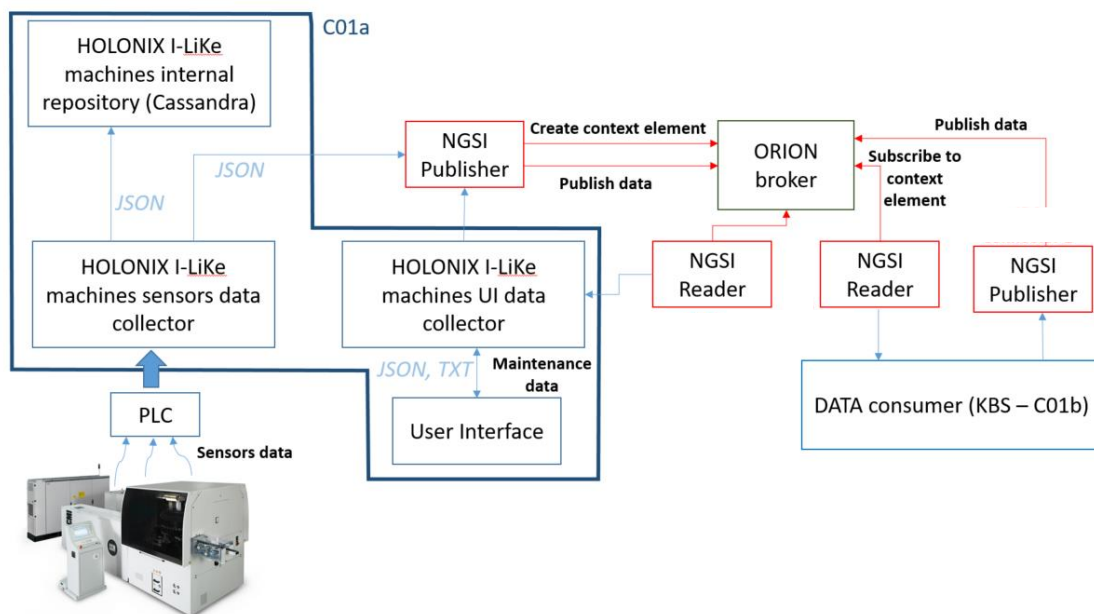 C01a
HOLONIX I-LiKe
machines internal
repository (Cassandra)
JSON
JSON
NGSI
Publisher
Create context element
Publish data
ORION
broker
Publish data
Subscribe to
context
element
HOLONIX I-LiKe
machines sensors data
collector
HOLONIX I-LiKe
machines UI data
collector
NGSI
Reader
NGSI
Reader
NGSI
Publisher
JSON, TXT
Maintenance
data
PLC
User Interface
DATA consumer (KBS – C01b)
Sensors data